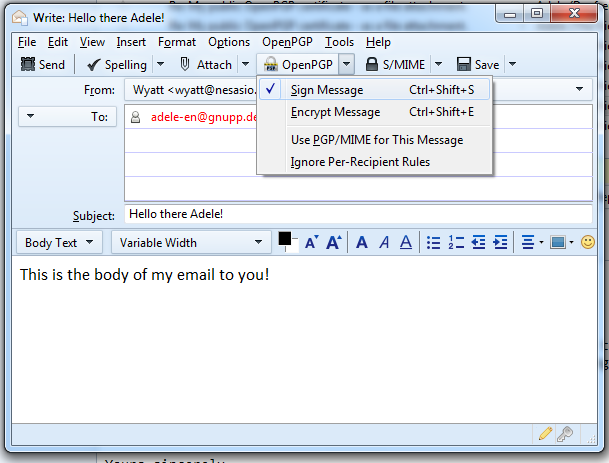 Write: Hello there Adele!
File Edit View Insert Format Options OpenPGP Tools Help
Send Spelling Attach OpenPGP S/MIME Save
From: Wyatt <wyatt@nesasio.
Sign Message Ctrl+Shift+S
Encrypt Message Ctrl+Shift+E
Use PGP/MIME for This Message
Ignore Per-Recipient Rules
To: adele-en@gnupp.de
Subject: Hello there Adele!
Body Text Variable Width
This is the body of my email to you!
Yours sincerely